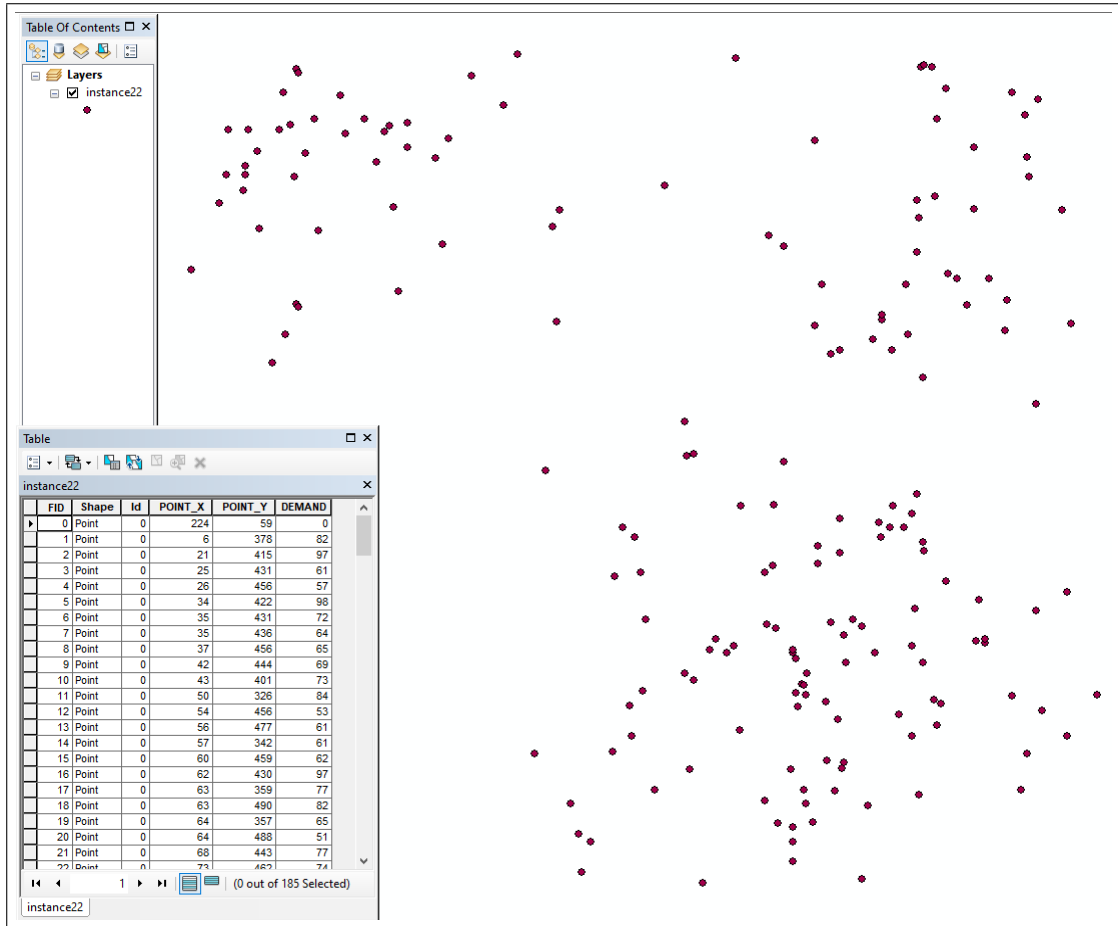 Table Of Contents
Layers
instance22
Table
instance22
FID Shape Id POINT_X POINT_Y DEMAND
0 Point 0 224 59 0
1 Point 0 6 378 82
2 Point 0 21 415 97
3 Point 0 25 431 61
4 Point 0 26 456 57
5 Point 0 34 422 98
6 Point 0 35 431 72
7 Point 0 35 436 64
8 Point 0 37 456 65
9 Point 0 42 444 69
10 Point 0 43 401 73
11 Point 0 50 326 84
12 Point 0 54 456 53
13 Point 0 56 477 61
14 Point 0 57 342 61
15 Point 0 60 459 62
16 Point 0 62 430 97
17 Point 0 63 359 77
18 Point 0 63 490 82
19 Point 0 64 357 65
20 Point 0 64 488 51
21 Point 0 68 443 77
22 Point 0 73 462 74
1 (0 out of 185 Selected)
instance22